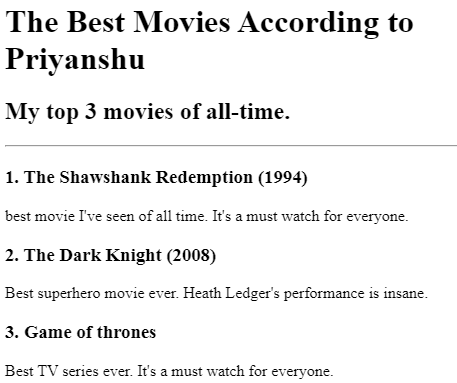 The Best Movies According to
Priyanshu
My top 3 movies of all-time.
1. The Shawshank Redemption (1994)
best movie I've seen of all time. It's a must watch for everyone.
2. The Dark Knight (2008)
Best superhero movie ever. Heath Ledger's performance is insane.
3. Game of thrones
Best TV series ever. It's a must watch for everyone.